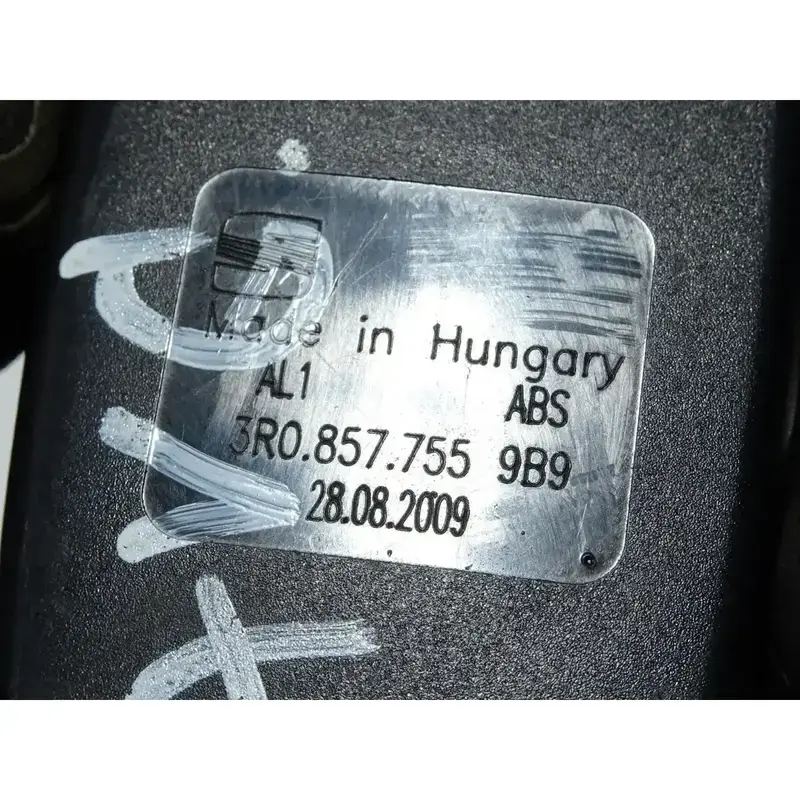 Made in Hungary
AL1 ABS
3R0.857.755 9B9
28.08.2009